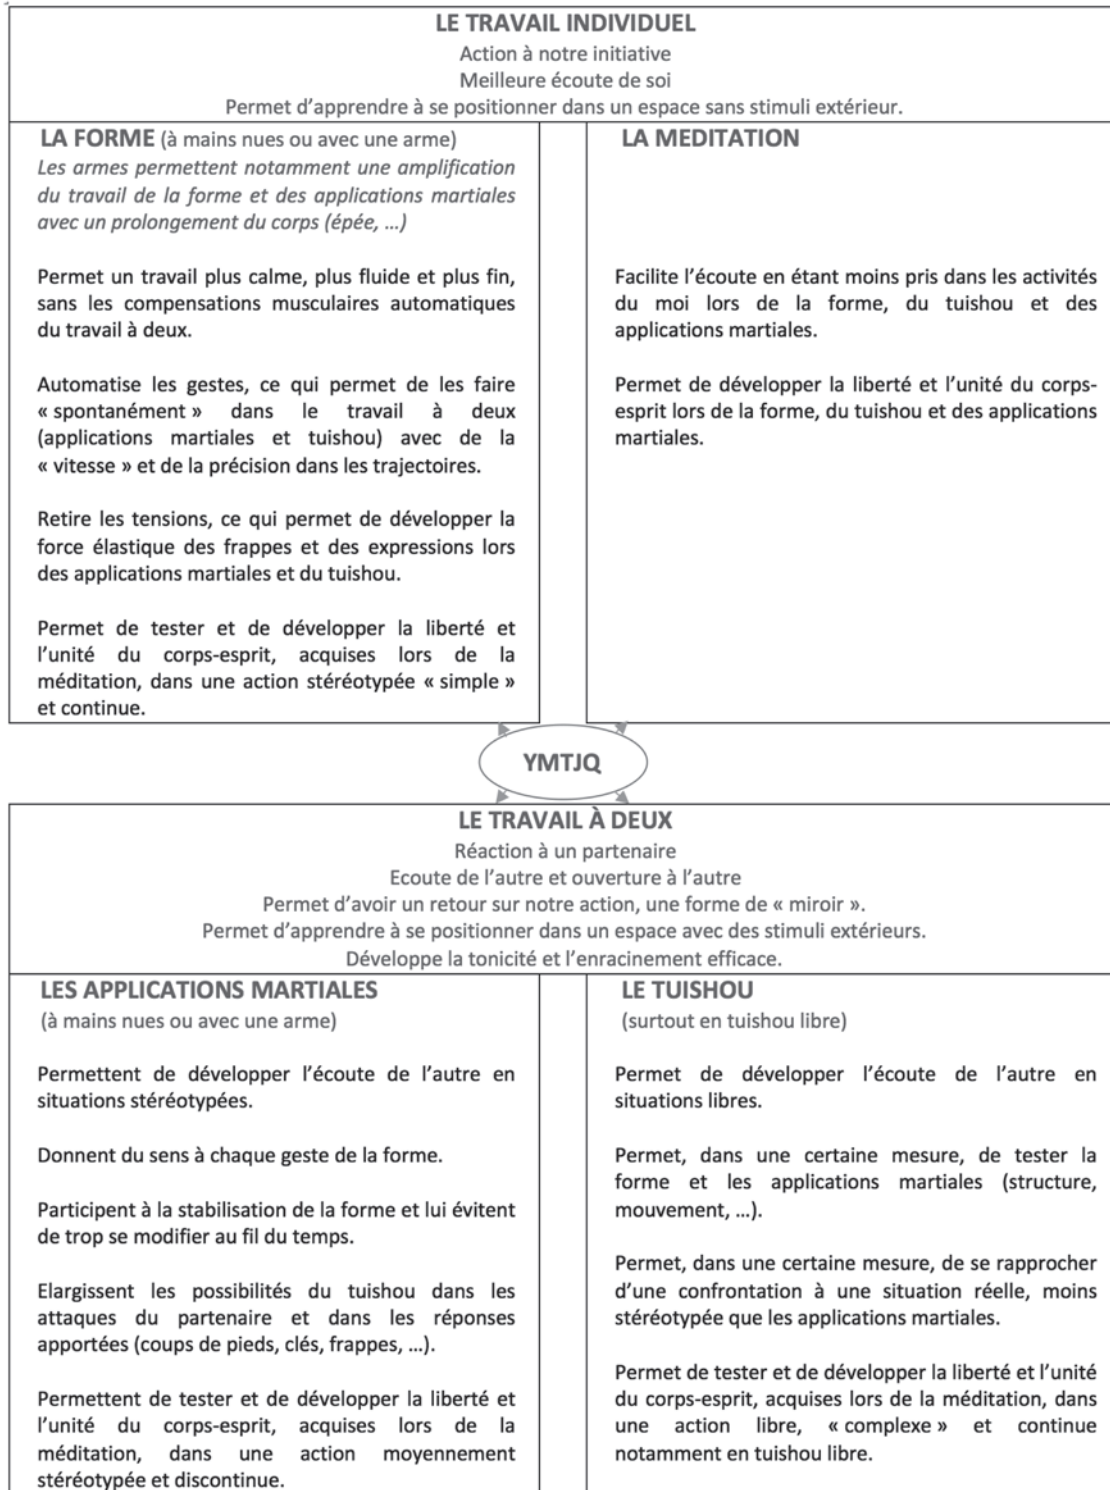 LE TRAVAIL INDIVIDUEL
Action à notre initiative
Meilleure écoute de soi
Permet d'apprendre à se positionner dans un espace sans stimuli extérieur.
LA FORME (à mains nues ou avec une arme)
Les armes permettent notamment une amplification
du travail de la forme et des applications martiales
avec un prolongement du corps (épée, …)
Permet un travail plus calme, plus fluide et plus fin,
sans les compensations musculaires automatiques
du travail à deux.
Automatise les gestes, ce qui permet de les faire
« spontanément » dans le travail à deux
(applications martiales et tuishou) avec de la
« vitesse » et de la précision dans les trajectoires.
Retire les tensions, ce qui permet de développer la
force élastique des frappes et des expressions lors
des applications martiales et du tuishou.
Permet de tester et de développer la liberté et
l'unité du corps-esprit, acquises lors de la
méditation, dans une action stéréotypée « simple »
et continue.
LA MEDITATION
Facilite l'écoute en étant moins pris dans les activités
du moi lors de la forme, du tuishou et des
applications martiales.
Permet de développer la liberté et l'unité du corps-
esprit lors de la forme, du tuishou et des applications
martiales.
YMTJQ
LE TRAVAIL À DEUX
Réaction à un partenaire
Ecoute de l'autre et ouverture à l'autre
Permet d'avoir un retour sur notre action, une forme de « miroir ».
Permet d'apprendre à se positionner dans un espace avec des stimuli extérieurs.
Développe la tonicité et l'enracinement efficace.
LES APPLICATIONS MARTIALES
(à mains nues ou avec une arme)
Permettent de développer l'écoute de l'autre en
situations stéréotypées.
Donnent du sens à chaque geste de la forme.
Participent à la stabilisation de la forme et lui évitent
de trop se modifier au fil du temps.
Elargissent les possibilités du tuishou dans les
attaques du partenaire et dans les réponses
apportées (coups de pieds, clés, frappes, …).
Permettent de tester et de développer la liberté et
l'unité du corps-esprit, acquises lors de la
méditation, dans une action moyennement
stéréotypée et discontinue.
LE TUISHOU
(surtout en tuishou libre)
Permet de développer l'écoute de l'autre en
situations libres.
Permet, dans une certaine mesure, de tester la
forme et les applications martiales (structure,
mouvement, …).
Permet, dans une certaine mesure, de se rapprocher
d'une confrontation à une situation réelle, moins
stéréotypée que les applications martiales.
Permet de tester et de développer la liberté et l'unité
du corps-esprit, acquises lors de la méditation, dans
une action libre, « complexe » et continue
notamment en tuishou libre.